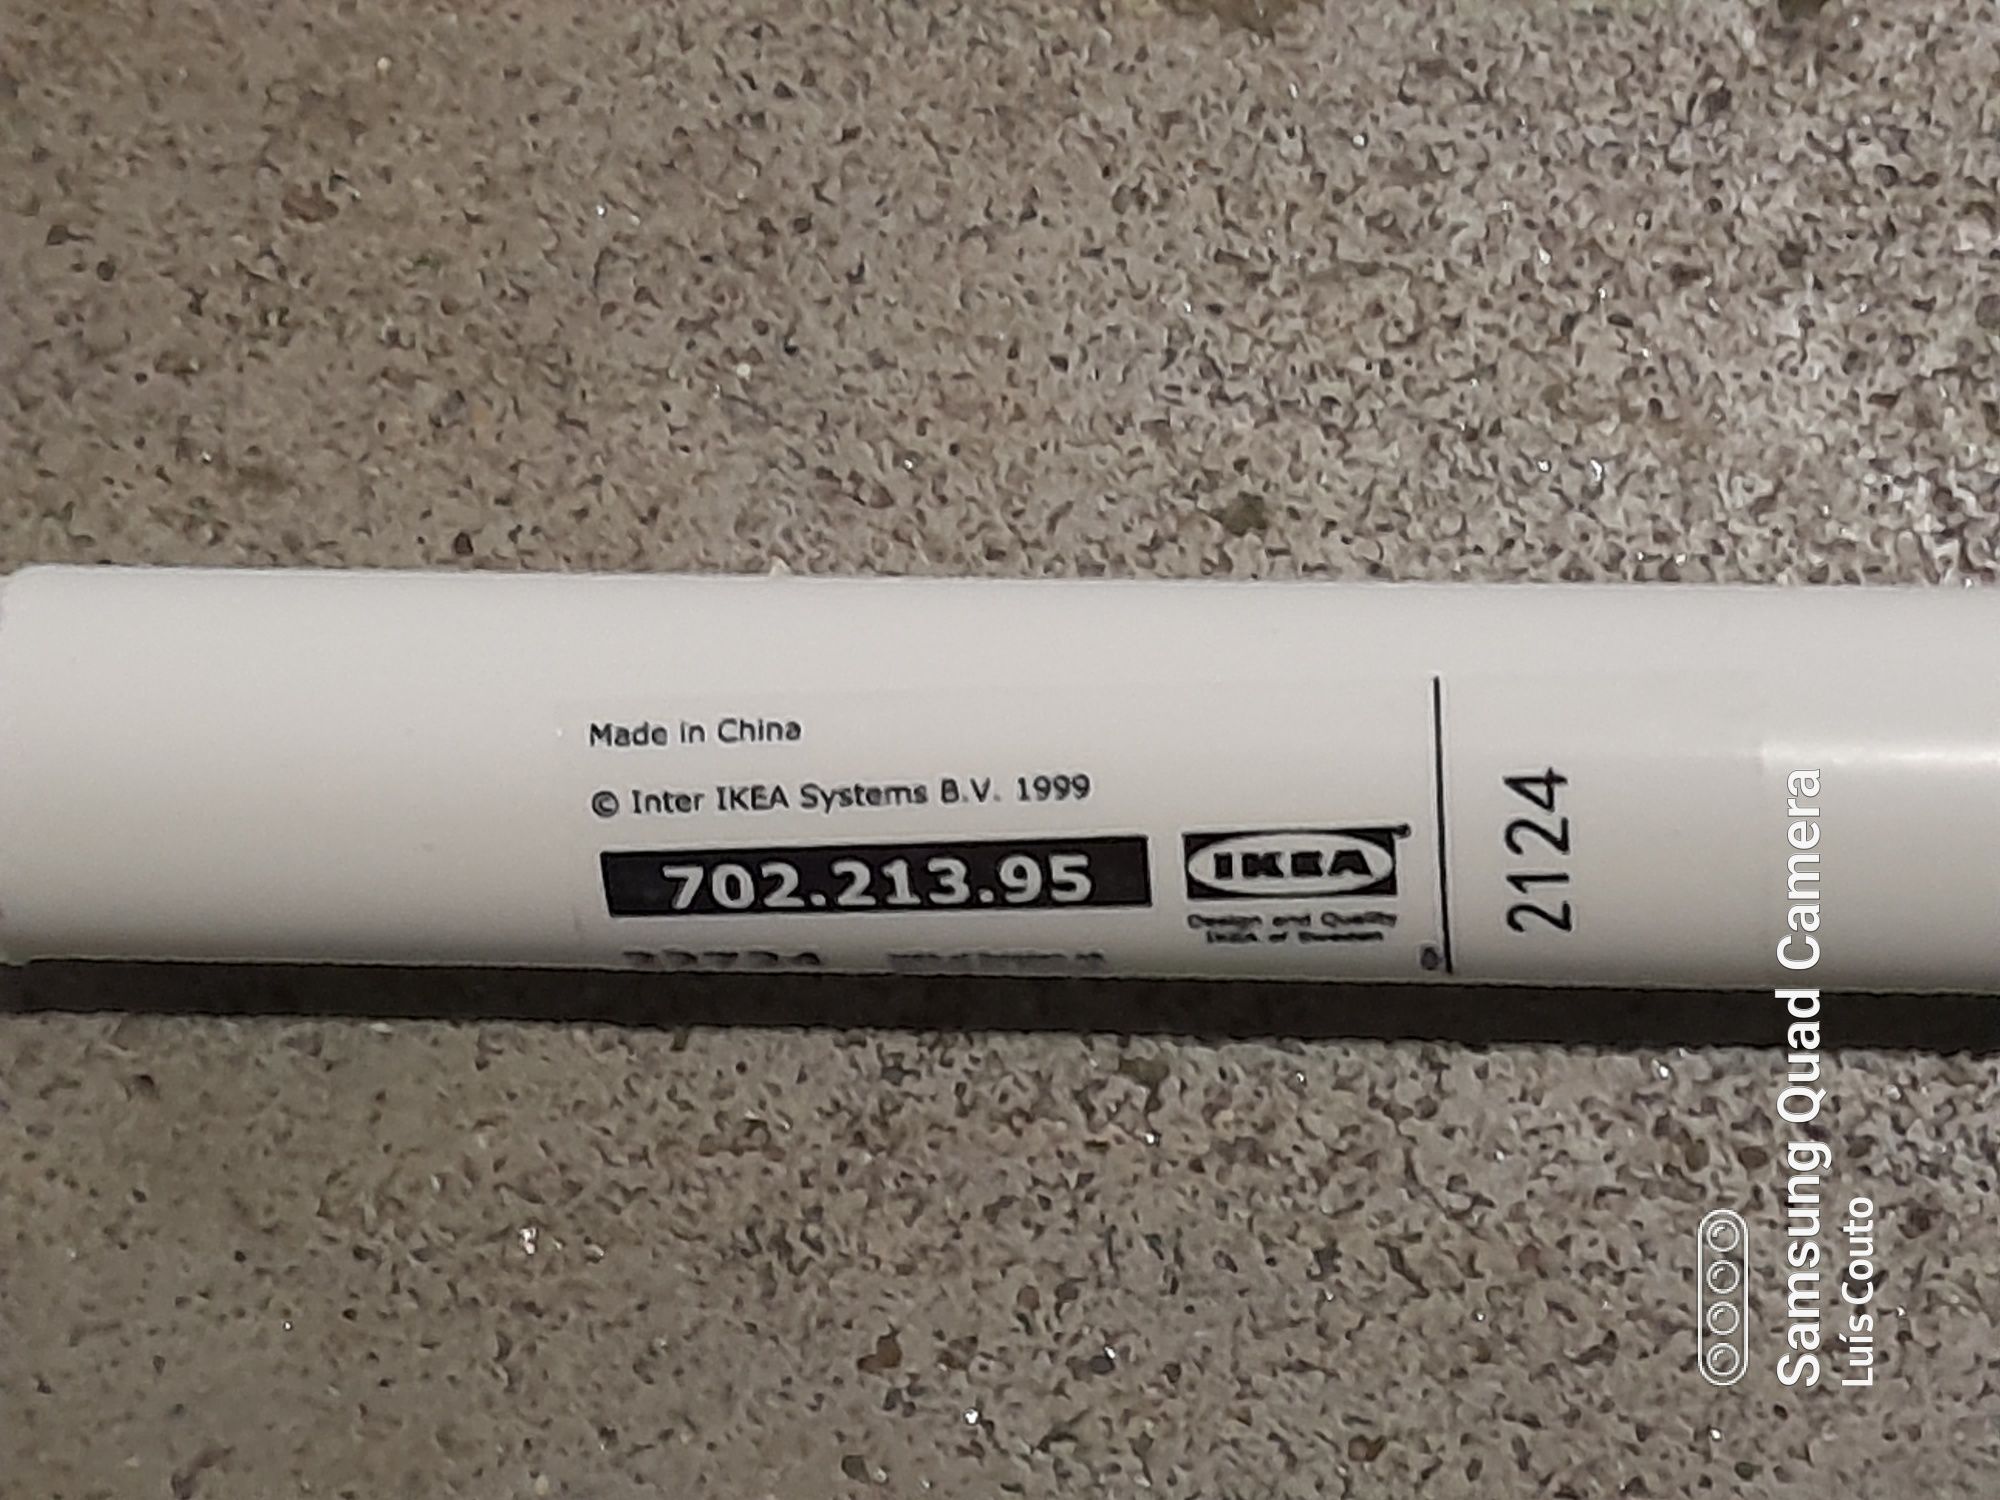 Made in China
© Inter IKEA Systems B.V. 1999
702.213.95
IKEA
Design and Quality
IKEA of Sweden
2124
Samsung Quad Camera
Luís Couto